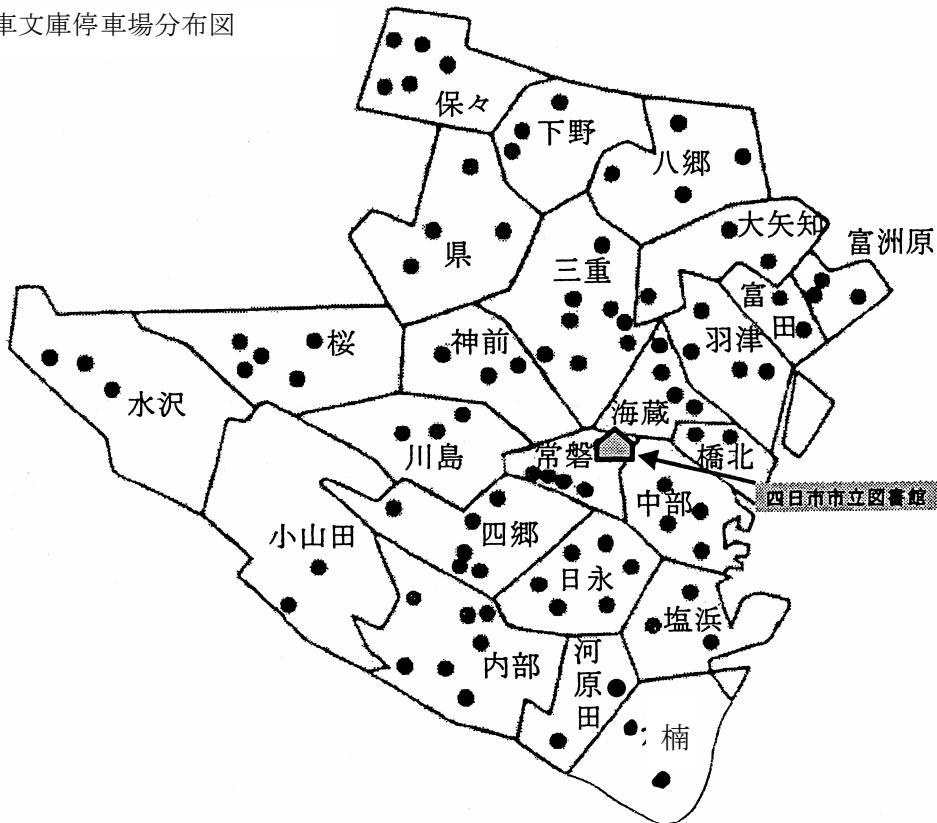 車文庫停車場分布図
保々
下野
八郷
大矢知
富洲原
県
三重
富田
羽津
桜
神前
水沢
海蔵
川島
常磐
橋北
四日市市立図書館
中部
四郷
小山田
日永
塩浜
内部
河原田
楠